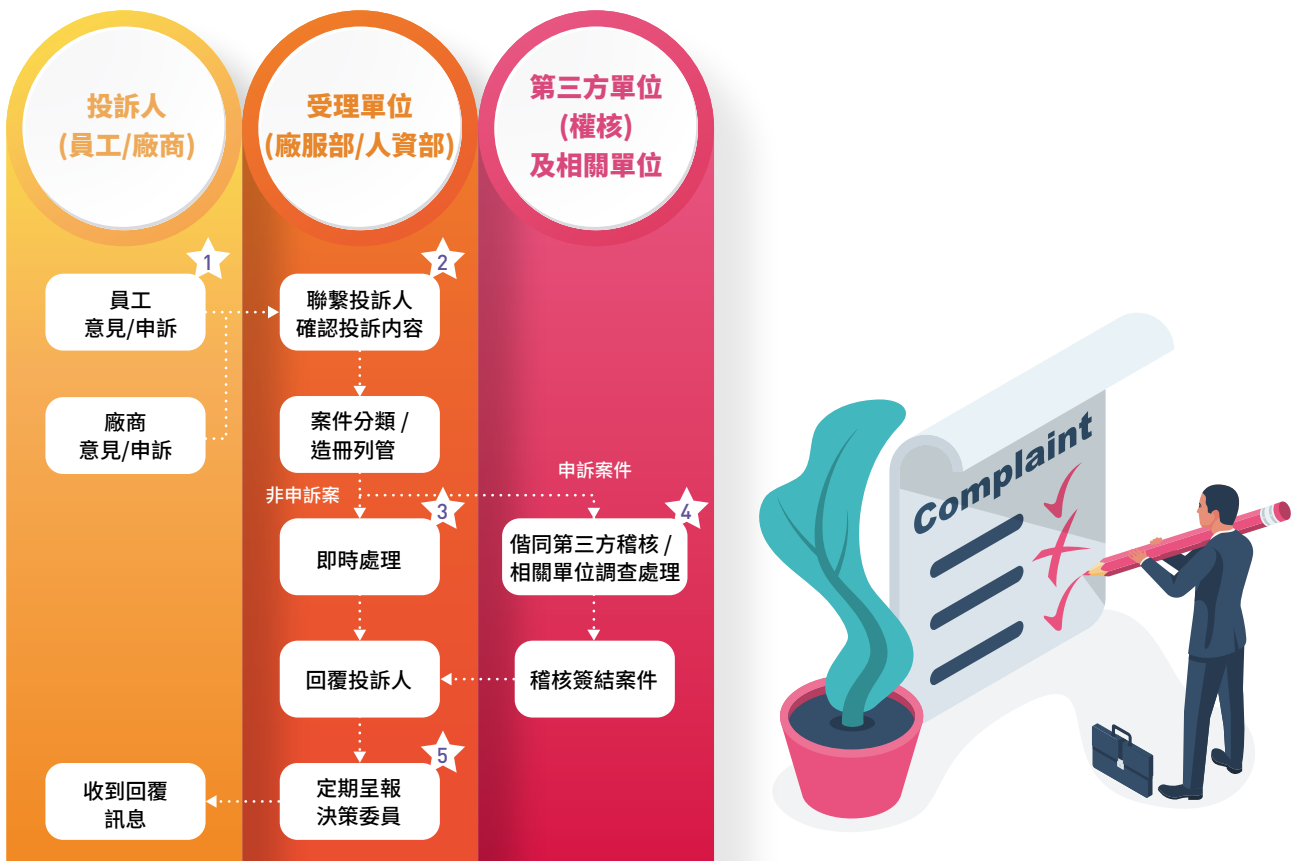 投訴人
(員工/廠商)
受理單位
(廠服部/人資部)
第三方單位
(權核)
及相關單位
1
員工
意見/申訴
廠商
意見/申訴
2
聯繫投訴人
確認投訴內容
案件分類 /
造冊列管
非申訴案
申訴案件
3
即時處理
4
偕同第三方稽核 /
相關單位調查處理
回覆投訴人
稽核簽結案件
5
定期呈報
決策委員
收到回覆
訊息
Complaint